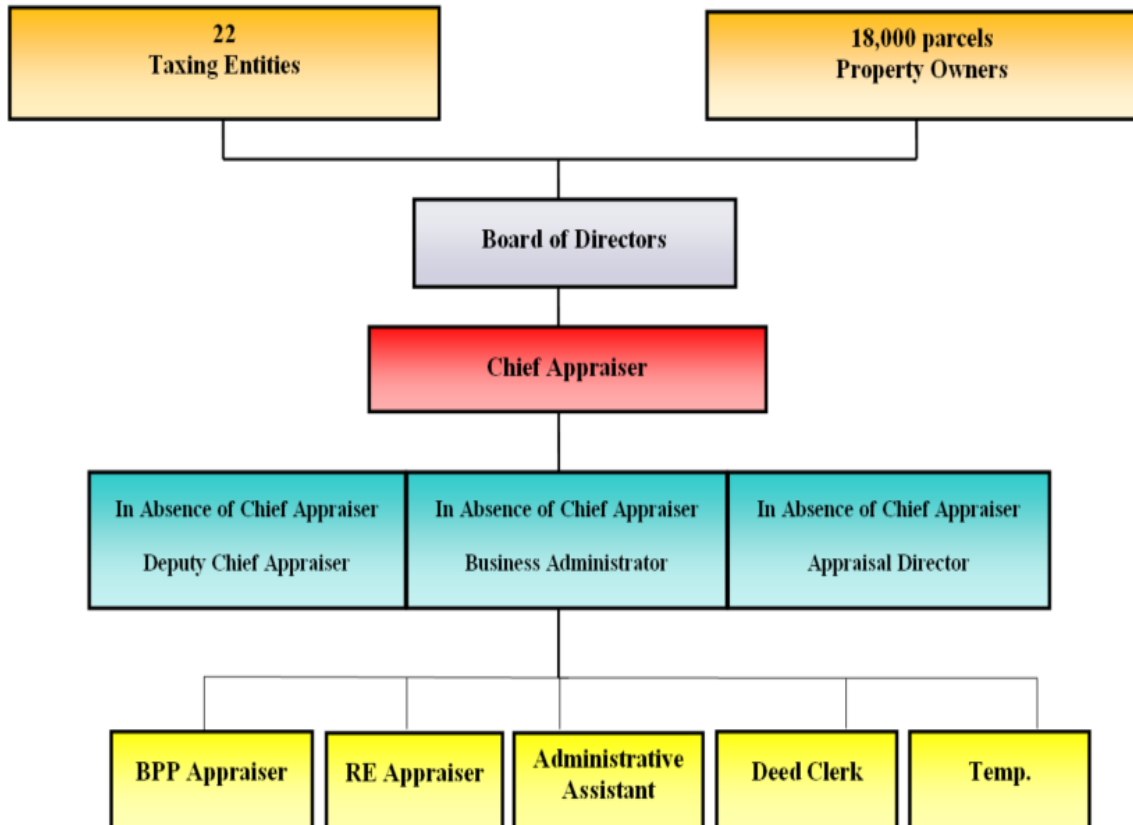 22
Taxing Entities
18,000 parcels
Property Owners
Board of Directors
Chief Appraiser
In Absence of Chief Appraiser
Deputy Chief Appraiser
In Absence of Chief Appraiser
Business Administrator
In Absence of Chief Appraiser
Appraisal Director
BPP Appraiser
RE Appraiser
Administrative
Assistant
Deed Clerk
Temp.